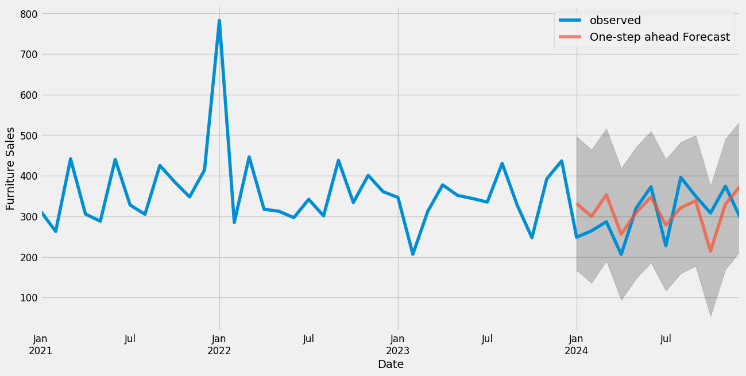 800
700
600
500
400
300
200
100
Furniture Sales
observed
One-step ahead Forecast
Jan
2021
Jul
Jan
2022
Jul
Jan
2023
Jul
Jan
2024
Jul
Date